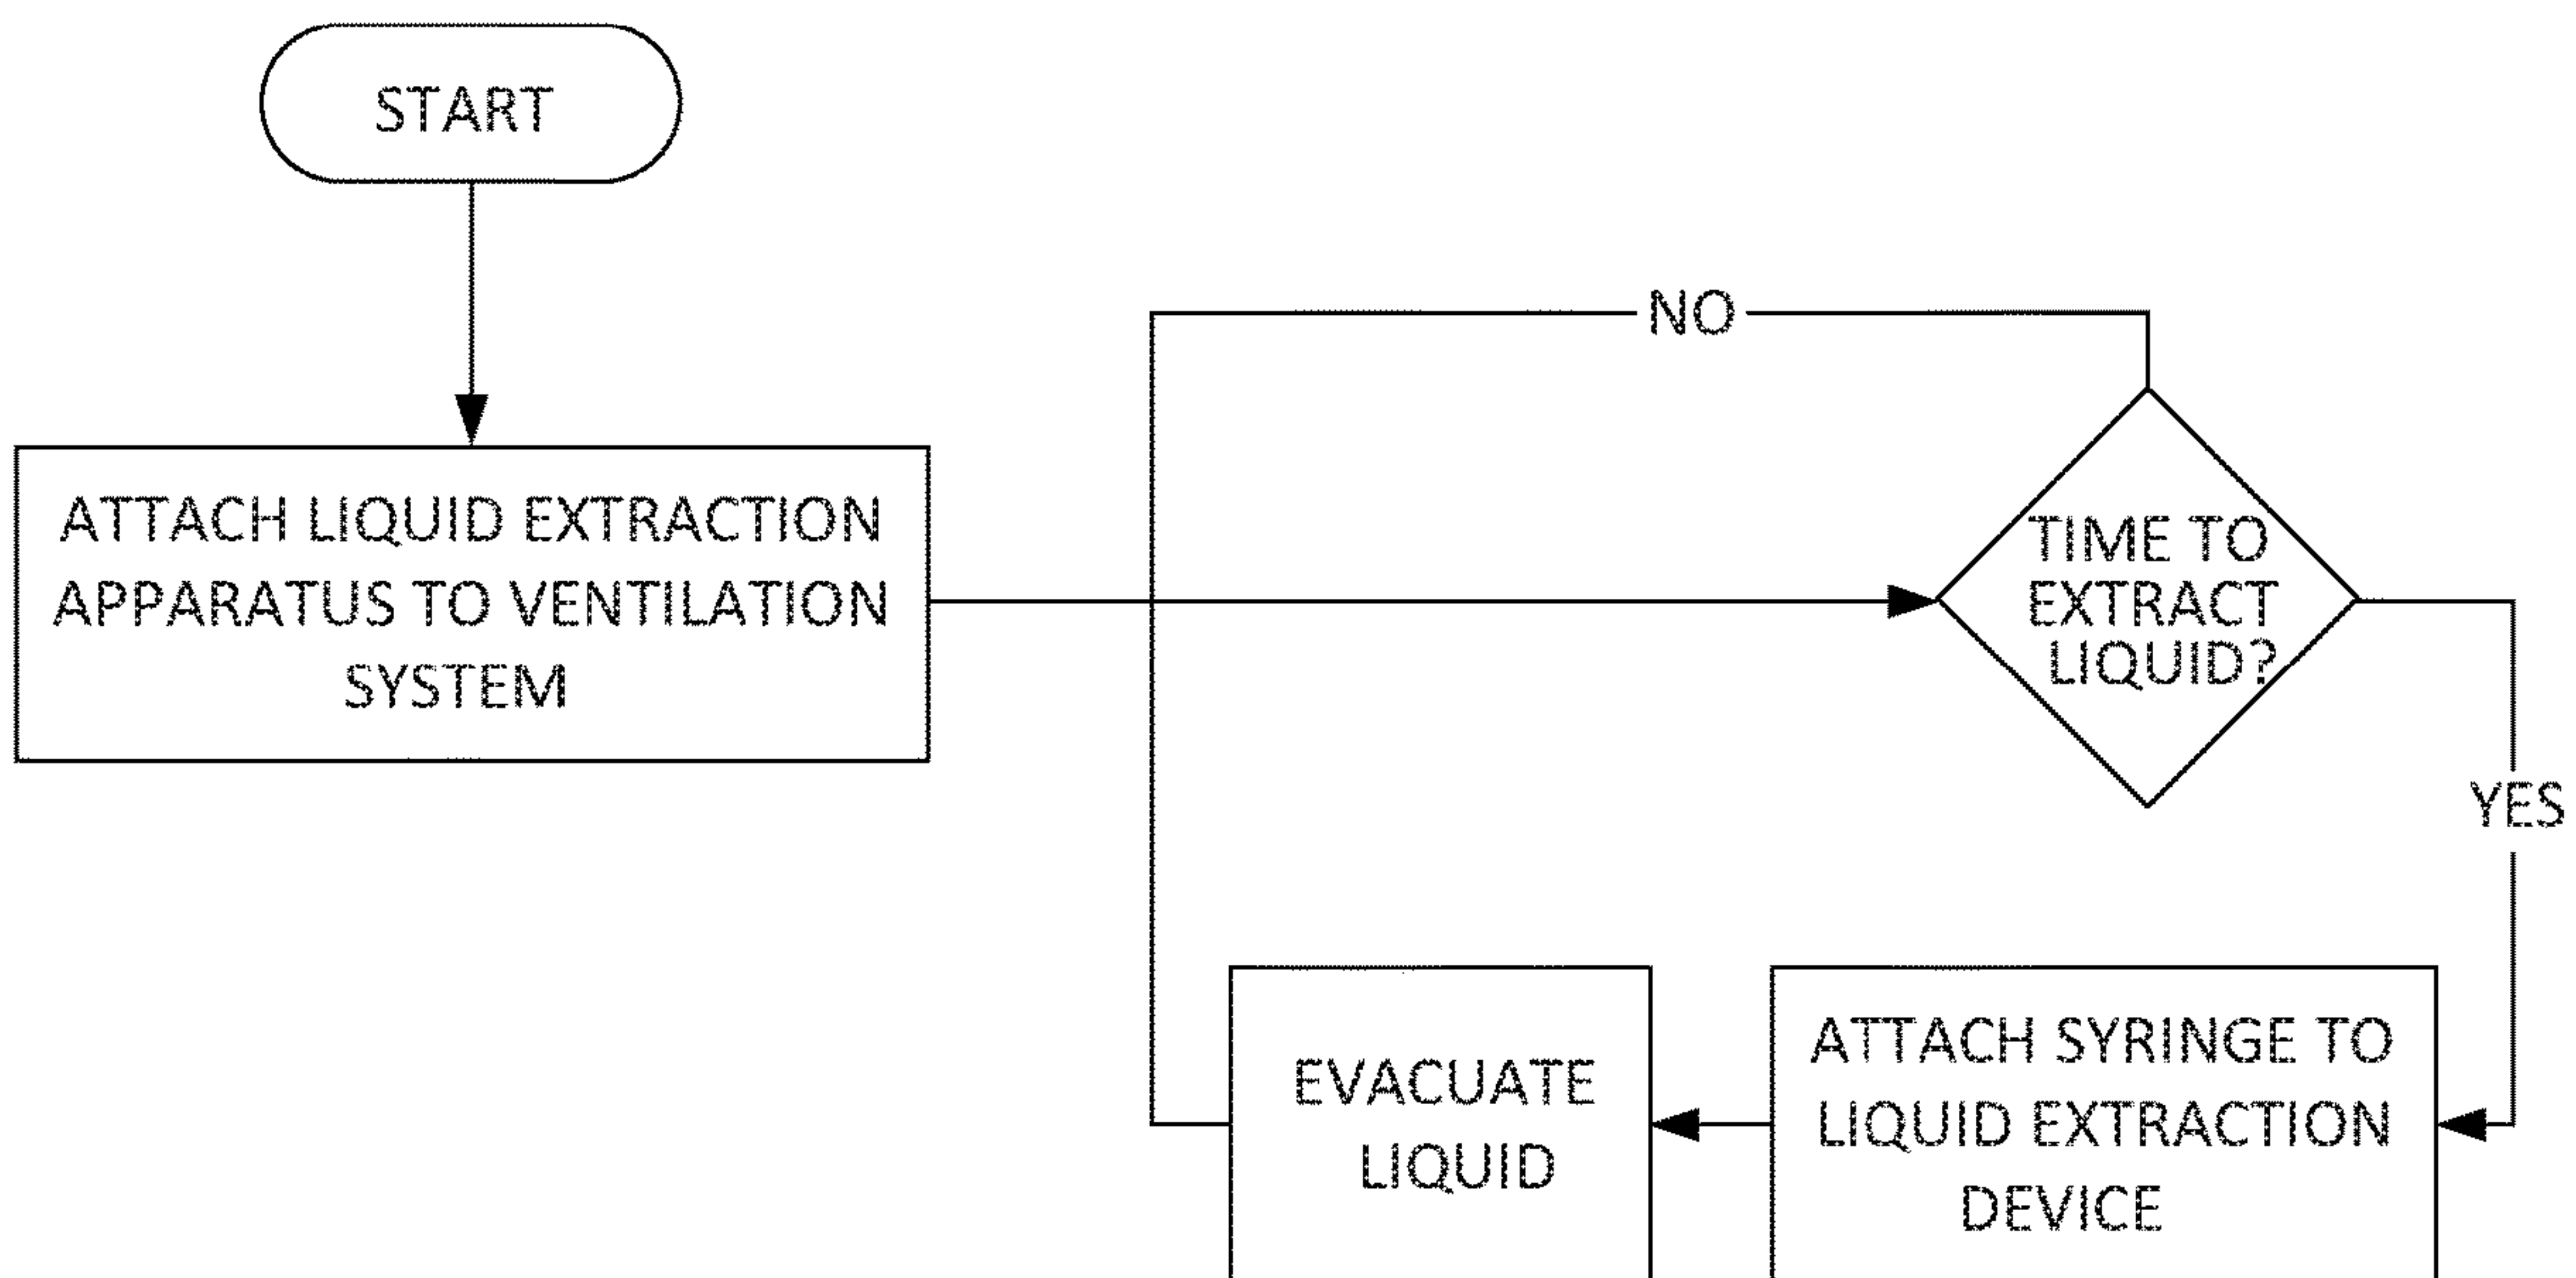 START
NO
ATTACH LIQUID EXTRACTION
APPARATUS TO VENTILATION
SYSTEM
TIME TO
EXTRACT
LIQUID?
YES
EVACUATE
LIQUID
ATTACH SYRINGE TO
LIQUID EXTRACTION
DEVICE